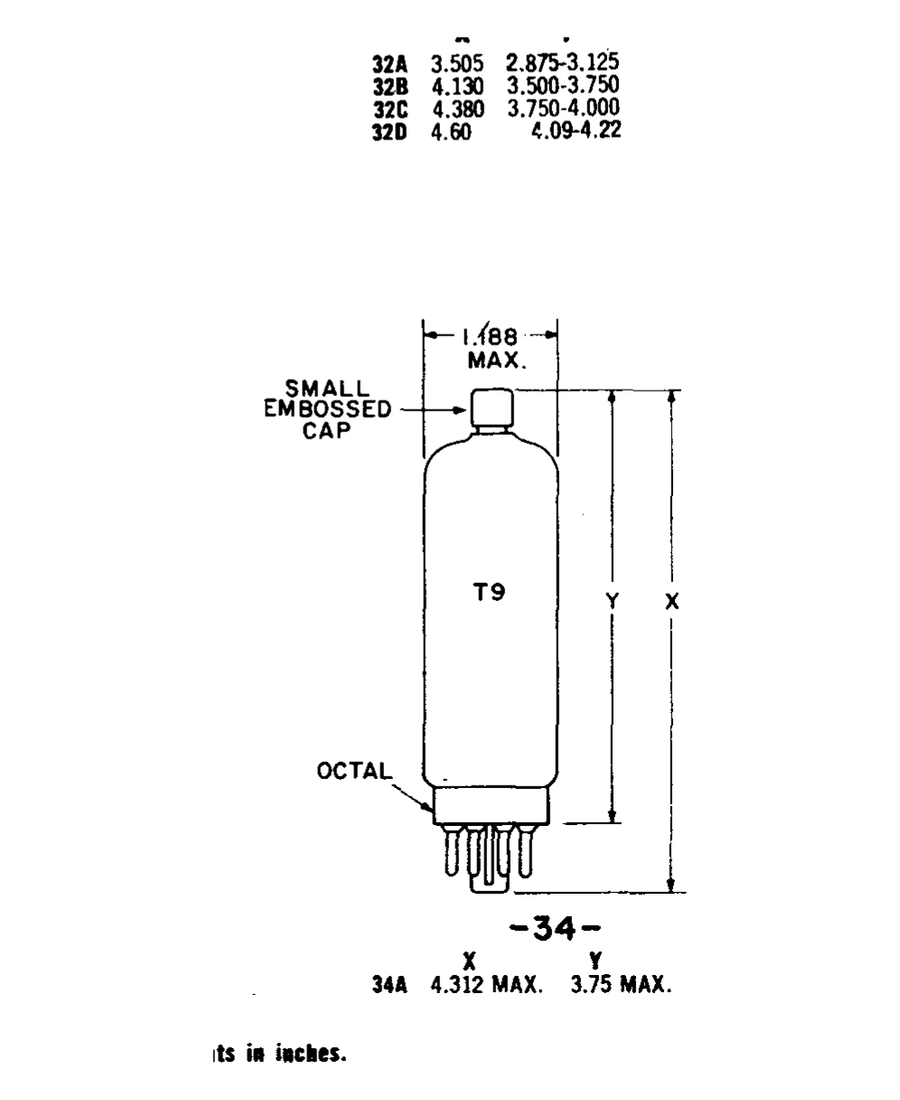 32A 3.505 2.875-3.125
32B 4.130 3.500-3.750
32C 4.380 3.750-4.000
32D 4.60 4.09-4.22
1.188
MAX.
SMALL
EMBOSSED
CAP
T9
Y X
OCTAL
-34-
X Y
34A 4.312 MAX. 3.75 MAX.
ts in inches.